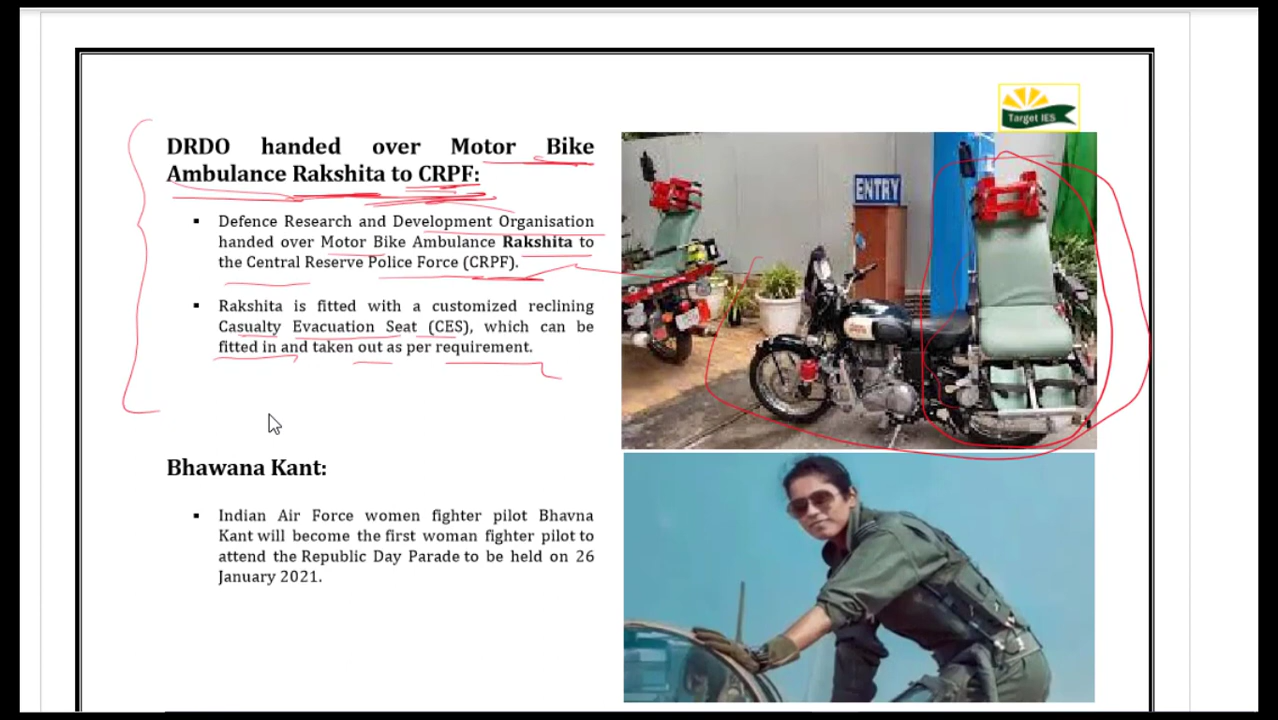 Target IES
DRDO handed over Motor Bike
Ambulance Rakshita to CRPF:
▪ Defence Research and Development Organisation
handed over Motor Bike Ambulance Rakshita to
the Central Reserve Police Force (CRPF).
▪ Rakshita is fitted with a customized reclining
Casualty Evacuation Seat (CES), which can be
fitted in and taken out as per requirement.
ENTRY
Bhawana Kant:
▪ Indian Air Force women fighter pilot Bhavna
Kant will become the first woman fighter pilot to
attend the Republic Day Parade to be held on 26
January 2021.